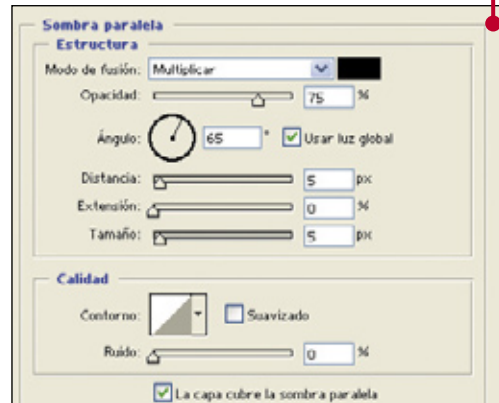 Sombra paralela
Estructura
Modo de fusión: Multiplicar
Opacidad: 75 %
Ángulo: 65 ° Usar luz global
Distancia: 5 px
Extensión: 0 %
Tamaño: 5 px
Calidad
Contorno: Suavizado
Ruido: 0 %
La capa cubre la sombra paralela